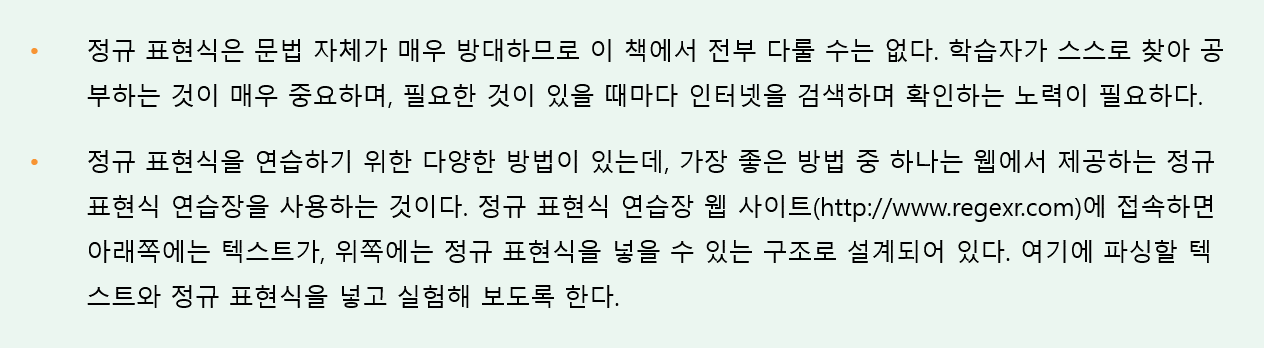 • 정규 표현식은 문법 자체가 매우 방대하므로 이 책에서 전부 다룰 수는 없다. 학습자가 스스로 찾아 공
부하는 것이 매우 중요하며, 필요한 것이 있을 때마다 인터넷을 검색하며 확인하는 노력이 필요하다.
• 정규 표현식을 연습하기 위한 다양한 방법이 있는데, 가장 좋은 방법 중 하나는 웹에서 제공하는 정규
표현식 연습장을 사용하는 것이다. 정규 표현식 연습장 웹 사이트(http://www.regexr.com)에 접속하면
아래쪽에는 텍스트가, 위쪽에는 정규 표현식을 넣을 수 있는 구조로 설계되어 있다. 여기에 파싱할 텍
스트와 정규 표현식을 넣고 실험해 보도록 한다.